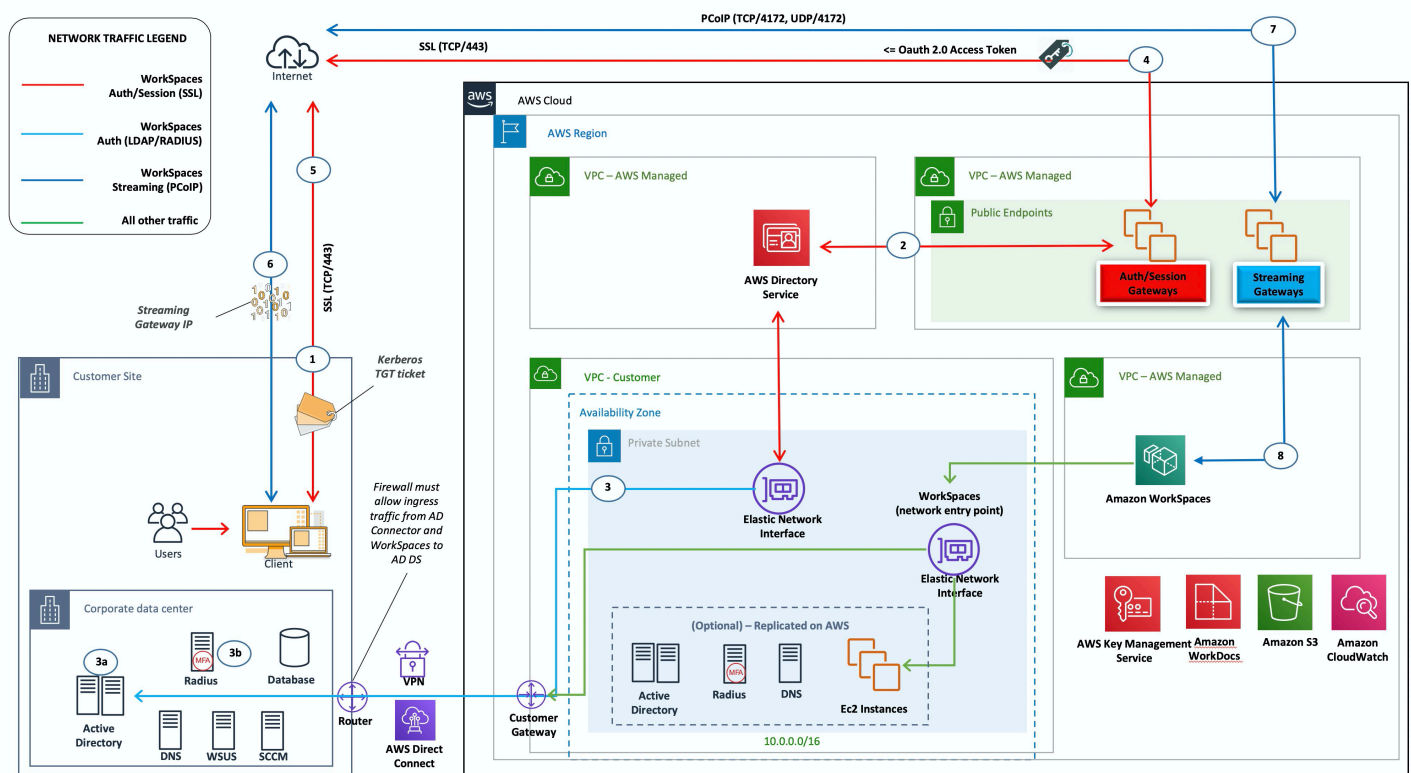 PCoIP (TCP/4172, UDP/4172)
7
NETWORK TRAFFIC LEGEND
WorkSpaces
Auth/Session (SSL)
WorkSpaces
Auth (LDAP/RADIUS)
WorkSpaces
Streaming (PCoIP)
All other traffic
Internet
SSL (TCP/443)
<= Oauth 2.0 Access Token
4
aws
AWS Cloud
AWS Region
VPC – AWS Managed
VPC – AWS Managed
Public Endpoints
5
6
SSL (TCP/443)
Streaming
Gateway IP
AWS Directory
Service
2
Auth/Session
Gateways
Streaming
Gateways
1
Kerberos
TGT ticket
Customer Site
VPC - Customer
VPC – AWS Managed
Availability Zone
Private Subnet
8
Amazon WorkSpaces
3
Elastic Network
Interface
WorkSpaces
(network entry point)
Elastic Network
Interface
Firewall must
allow ingress
traffic from AD
Connector and
WorkSpaces to
AD DS
Users
Client
Corporate data center
3a
MFA
3b
Radius
Database
Active
Directory
DNS
WSUS
SCCM
Router
VPN
AWS Direct
Connect
Customer
Gateway
(Optional) – Replicated on AWS
Active
Directory
MFA
Radius
DNS
Ec2 Instances
10.0.0.0/16
AWS Key Management
Service
Amazon
WorkDocs
Amazon S3
Amazon
CloudWatch